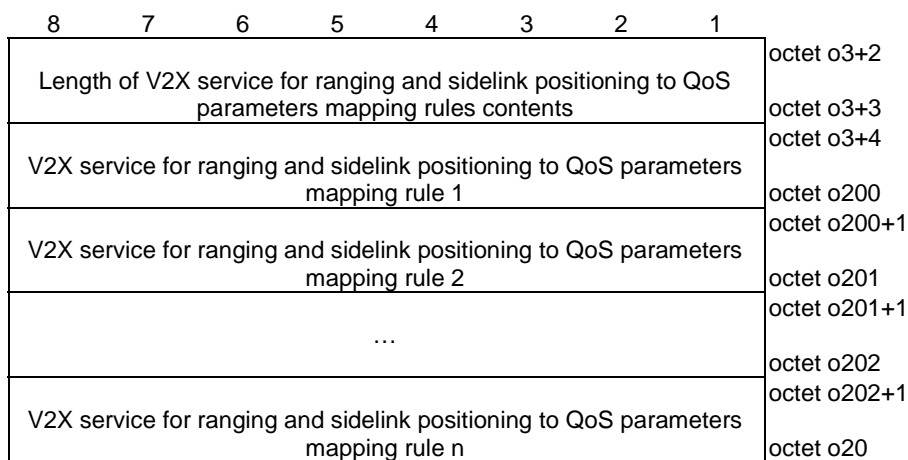 8 7 6 5 4 3 2 1
octet o3+2
Length of V2X service for ranging and sidelink positioning to QoS
parameters mapping rules contents
octet o3+3
octet o3+4
V2X service for ranging and sidelink positioning to QoS parameters
mapping rule 1
octet o200
octet o200+1
V2X service for ranging and sidelink positioning to QoS parameters
mapping rule 2
octet o201
octet o201+1
…
octet o202
octet o202+1
V2X service for ranging and sidelink positioning to QoS parameters
mapping rule n
octet o20